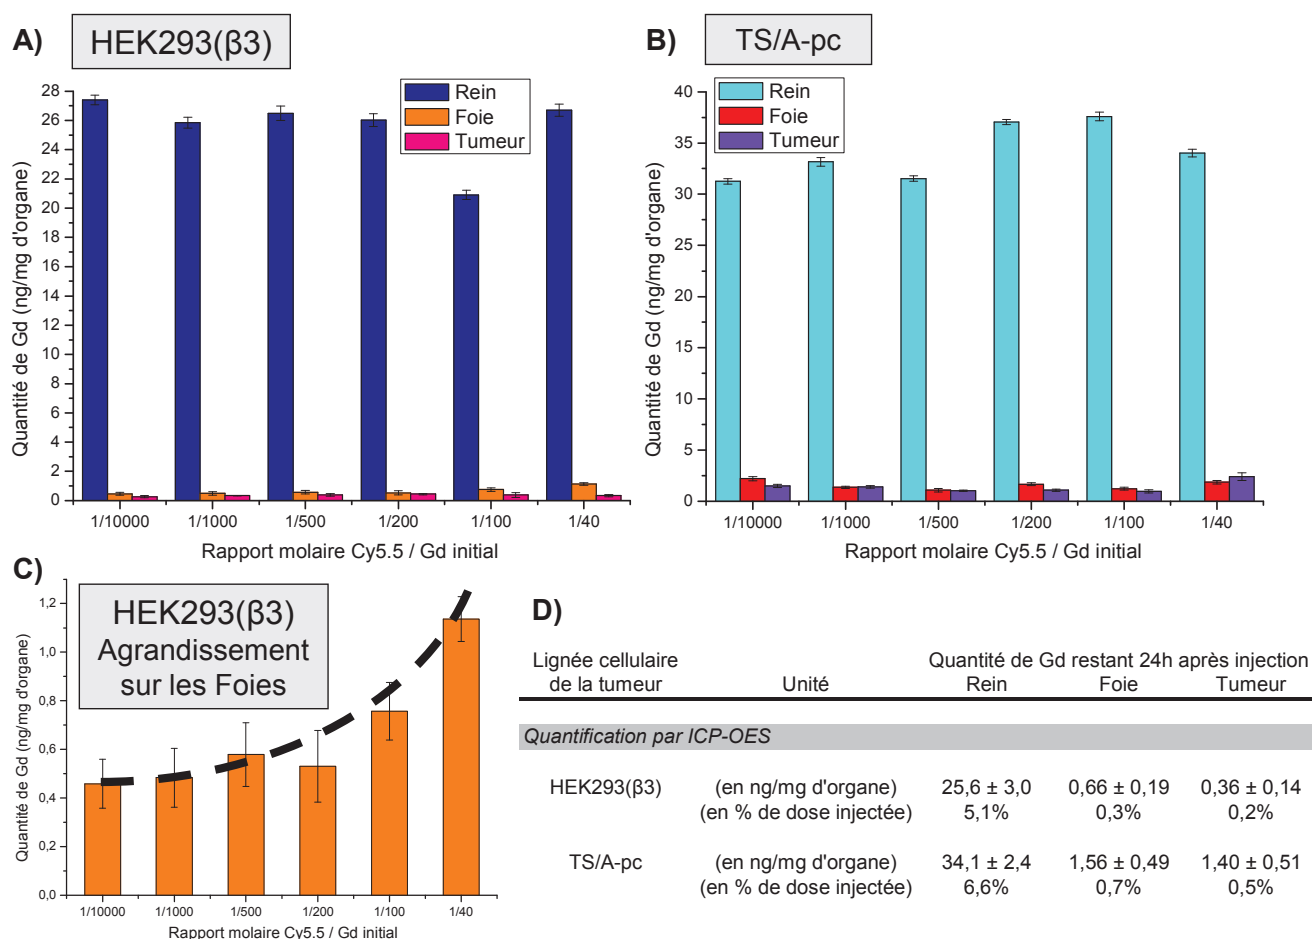 A)
HEK293(β3)
Rein
Foie
Tumeur
Quantité de Gd (ng/mg d'organe)
28
26
24
22
20
18
16
14
12
10
8
6
4
2
0
1/10000
1/1000
1/500
1/200
1/100
1/40
Rapport molaire Cy5.5 / Gd initial
B)
TS/A-pc
Rein
Foie
Tumeur
Quantité de Gd (ng/mg d'organe)
40
35
30
25
20
15
10
5
0
1/10000
1/1000
1/500
1/200
1/100
1/40
Rapport molaire Cy5.5 / Gd initial
C)
HEK293(β3)
Agrandissement
sur les Foies
Quantité de Gd (ng/mg d'organe)
1,2
1,0
0,8
0,6
0,4
0,2
0,0
1/10000
1/1000
1/500
1/200
1/100
1/40
Rapport molaire Cy5.5 / Gd initial
D)
Lignée cellulaire Quantité de Gd restant 24h après injection
de la tumeur Unité Rein Foie Tumeur
Quantification par ICP-OES
HEK293(β3) (en ng/mg d'organe) 25,6 ± 3,0 0,66 ± 0,19 0,36 ± 0,14
(en % de dose injectée) 5,1% 0,3% 0,2%
TS/A-pc (en ng/mg d'organe) 34,1 ± 2,4 1,56 ± 0,49 1,40 ± 0,51
(en % de dose injectée) 6,6% 0,7% 0,5%